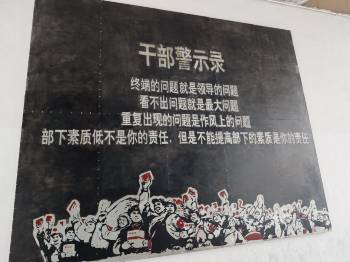 干部警示录
终端的问题就是领导的问题
看不出问题就是最大问题
重复出现的问题是作风上的问题
部下素质低不是你的责任，但是不能提高部下的素质是你的责任